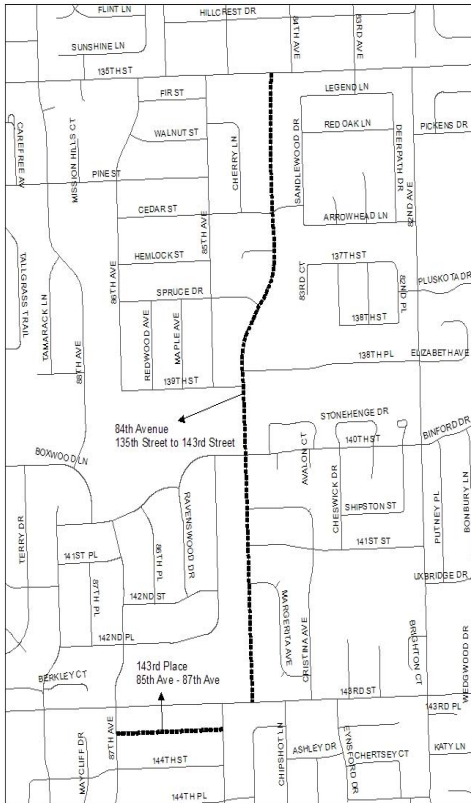 FLINT LN
HILLCREST DR
84TH AVE
83RD AVE
SUNSHINE LN
135TH ST
FIR ST
LEGEND LN
CAREFREE AV
MISSION HILLS CT
WALNUT ST
CHERRY LN
SANDLEWOOD DR
RED OAK LN
DEERPATH DR
PICKENS DR
PINE ST
CEDAR ST
85TH AVE
ARROWHEAD LN
82ND AVE
TALLGRASS TRAIL
HEMLOCK ST
86TH AVE
83RD CT
137TH ST
82ND PL
PLUSKOTA DR
TAMARACK LN
88TH AVE
SPRUCE DR
REDWOOD AVE
MAPLE AVE
138TH ST
138TH PL
ELIZABETH AVE
139TH ST
84th Avenue
135th Street to 143rd Street
STONEHENGE DR
BINFORD DR
BOXWOOD LN
AVALON CT
140TH ST
CHESWICK DR
PUTNEY PL
BONBURY LN
TERRY DR
RAVENSWOOD DR
SHIPSTON ST
86TH PL
141ST PL
141ST ST
87TH PL
142ND ST
UXBRIDGE DR
MARGERITA AVE
CRISTINA AVE
142ND PL
BRIGHTON CT
WEDGWOOD DR
143rd Place
85th Ave - 87th Ave
BERKLEY CT
143RD ST
143RD PL
87TH AVE
MAYCLIFF DR
CHIPSHOT LN
ASHLEY DR
EYNSFORD DR
CHERTSEY CT
KATY LN
144TH ST
144TH PL